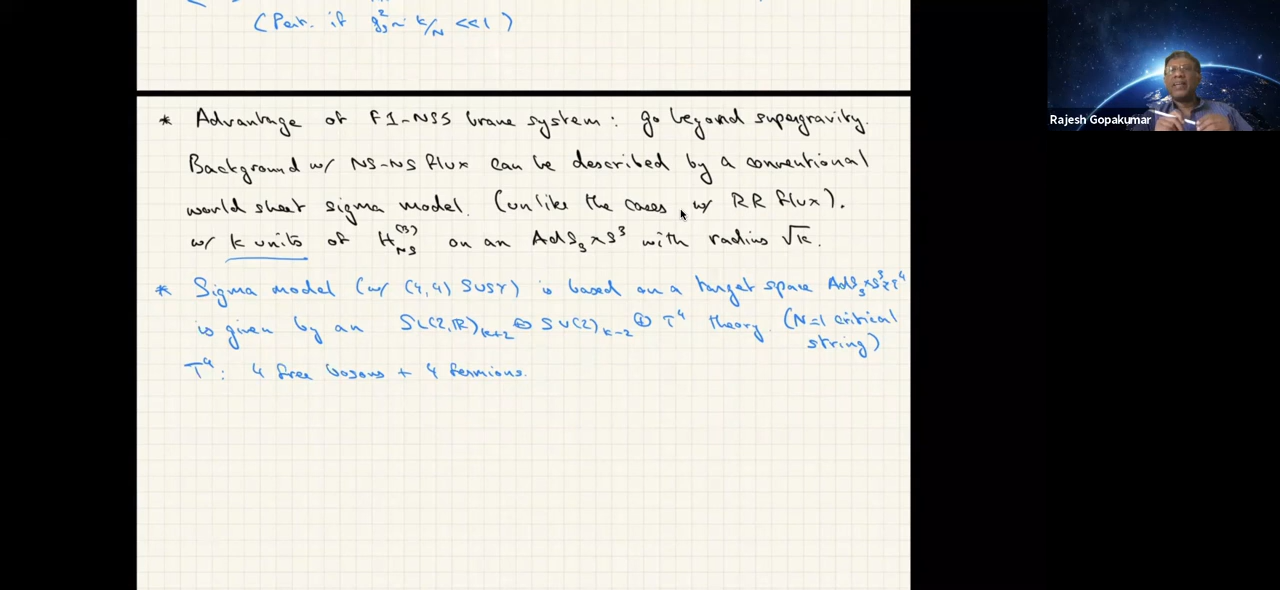 (Pert. if g_s^2 ~ k/N <<1)
* Advantage of F1-NS5 brane system: go beyond supergravity.
Background w/ NS-NS flux can be described by a conventional
world sheet sigma model. (unlike the cases w/ RR flux).
w/ k units of H_NS^(3) on an AdS_3 x S^3 with radius √k.
* Sigma model (w/ (4,4) SUSY) is based on a target space AdS_3 x S^3 x T^4
is given by an SL(2,R)_{k+2} ⊕ SU(2)_{k-2} ⊕ T^4 theory. (N=1 critical
string)
T^4: 4 free bosons + 4 fermions.
Rajesh Gopakumar